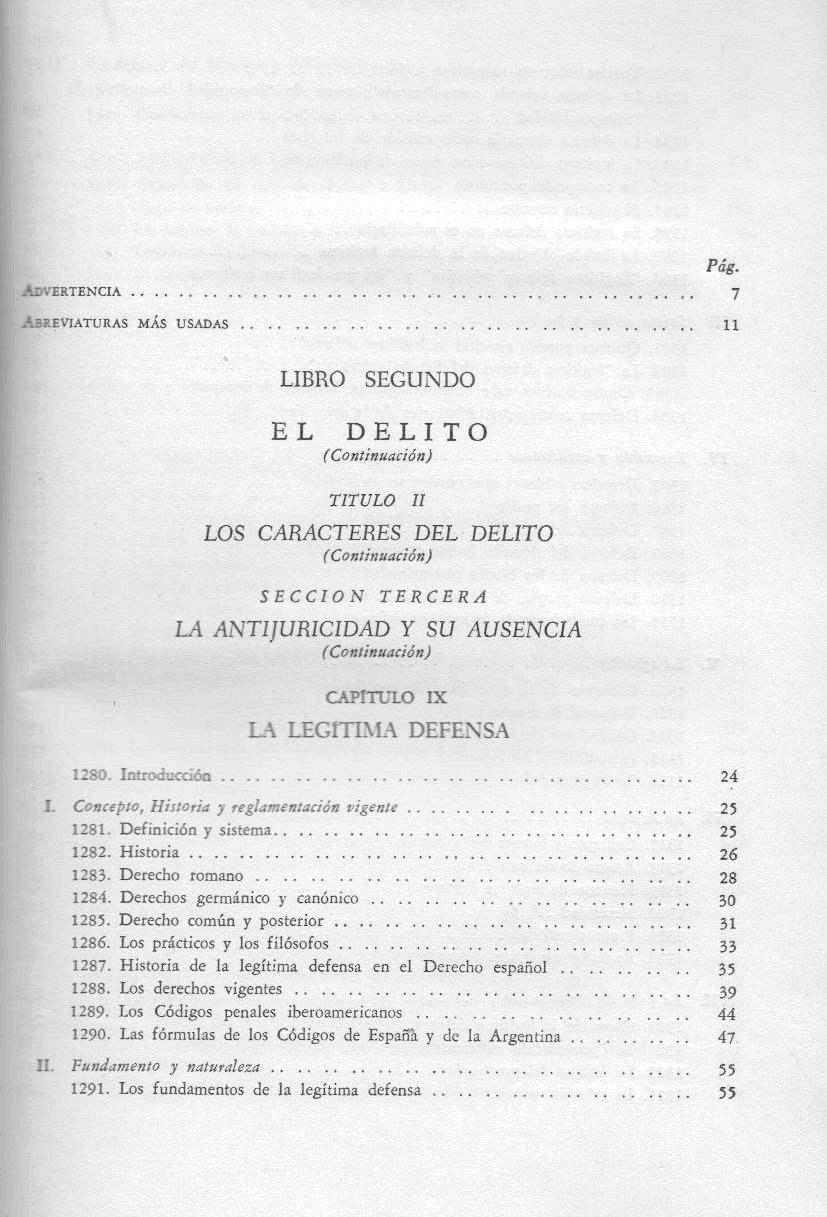 Pág.
ADVERTENCIA . . . . . . . . . . . . . . . . . . . . . . . . . . . . . . 7
ABREVIATURAS MÁS USADAS . . . . . . . . . . . . . . . . . . . . . . . . 11
LIBRO SEGUNDO
EL DELITO
(Continuación)
TITULO II
LOS CARACTERES DEL DELITO
(Continuación)
SECCION TERCERA
LA ANTIJURICIDAD Y SU AUSENCIA
(Continuación)
CAPÍTULO IX
LA LEGÍTIMA DEFENSA
1280. Introducción . . . . . . . . . . . . . . . . . . . . . . . . 24
I. Concepto, Historia y reglamentación vigente . . . . . . . . . . . . 25
1281. Definición y sistema . . . . . . . . . . . . . . . . . . . . 25
1282. Historia . . . . . . . . . . . . . . . . . . . . . . . . . . 26
1283. Derecho romano . . . . . . . . . . . . . . . . . . . . . . . 28
1284. Derechos germánico y canónico . . . . . . . . . . . . . . . . 30
1285. Derecho común y posterior . . . . . . . . . . . . . . . . . . 31
1286. Los prácticos y los filósofos . . . . . . . . . . . . . . . . 33
1287. Historia de la legítima defensa en el Derecho español . . . . . 35
1288. Los derechos vigentes . . . . . . . . . . . . . . . . . . . . 39
1289. Los Códigos penales iberoamericanos . . . . . . . . . . . . . 44
1290. Las fórmulas de los Códigos de España y de la Argentina . . . . 47
II. Fundamento y naturaleza . . . . . . . . . . . . . . . . . . . . . 55
1291. Los fundamentos de la legítima defensa . . . . . . . . . . . . 55